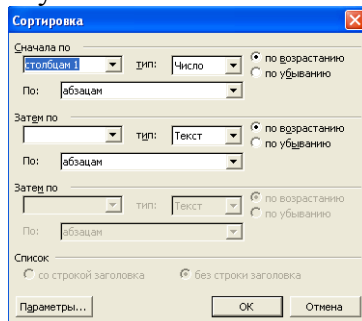 Сортировка
Сначала по
столбцам 1 тип: Число по возрастанию
по убыванию
По: абзацам
Затем по
тип: Текст по возрастанию
по убыванию
По: абзацам
Затем по
тип: Текст по возрастанию
по убыванию
По: абзацам
Список
со строкой заголовка без строки заголовка
Параметры... ОК Отмена